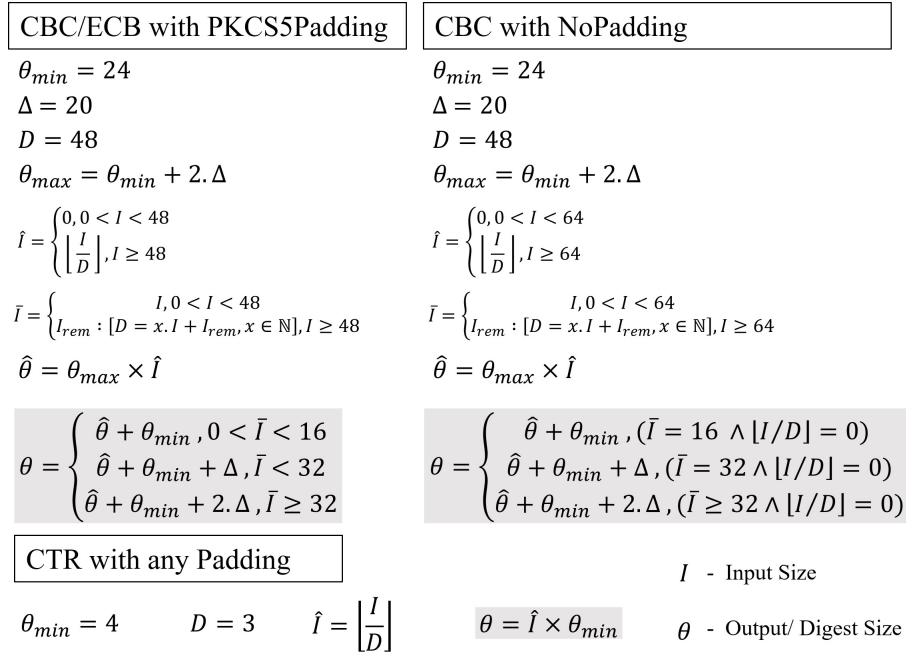 CBC/ECB with PKCS5Padding
θ_min = 24
Δ = 20
D = 48
θ_max = θ_min + 2.Δ
Î = { 0, 0 < I < 48
⌊I/D⌋, I ≥ 48
Ī = { I, 0 < I < 48
I_rem : [D = x.I + I_rem, x ∈ ℕ], I ≥ 48
θ̂ = θ_max × Î
θ = { θ̂ + θ_min , 0 < Ī < 16
θ̂ + θ_min + Δ , Ī < 32
θ̂ + θ_min + 2.Δ , Ī ≥ 32
CBC with NoPadding
θ_min = 24
Δ = 20
D = 48
θ_max = θ_min + 2.Δ
Î = { 0, 0 < I < 64
⌊I/D⌋, I ≥ 64
Ī = { I, 0 < I < 64
I_rem : [D = x.I + I_rem, x ∈ ℕ], I ≥ 64
θ̂ = θ_max × Î
θ = { θ̂ + θ_min , (Ī = 16 ∧ ⌊I/D⌋ = 0)
θ̂ + θ_min + Δ , (Ī = 32 ∧ ⌊I/D⌋ = 0)
θ̂ + θ_min + 2.Δ , (Ī ≥ 32 ∧ ⌊I/D⌋ = 0)
CTR with any Padding
θ_min = 4 D = 3 Î = ⌊I/D⌋ θ = Î × θ_min
I - Input Size
θ - Output/ Digest Size